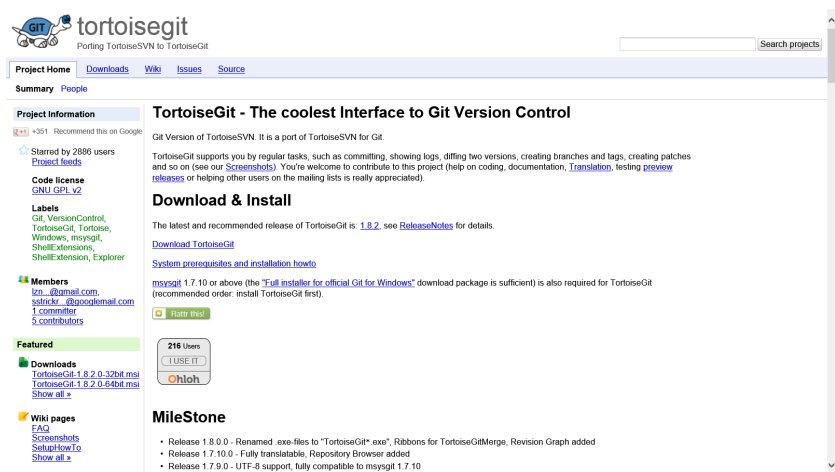 GIT
tortoisegit
Porting TortoiseSVN to TortoiseGit
Search projects
Project Home Downloads Wiki Issues Source
Summary People
Project Information
+1 +351 Recommend this on Google
Starred by 2886 users
Project feeds
Code license
GNU GPL v2
Labels
Git, VersionControl,
TortoiseGit, Tortoise,
Windows, msysgit,
ShellExtensions,
ShellExtension, Explorer
Members
lzn...@gmail.com,
sstrickr...@googlemail.com
1 committer
5 contributors
Featured
Downloads
TortoiseGit-1.8.2.0-32bit.msi
TortoiseGit-1.8.2.0-64bit.msi
Show all »
Wiki pages
FAQ
Screenshots
SetupHowTo
Show all »
TortoiseGit - The coolest Interface to Git Version Control
Git Version of TortoiseSVN. It is a port of TortoiseSVN for Git.
TortoiseGit supports you by regular tasks, such as committing, showing logs, diffing two versions, creating branches and tags, creating patches
and so on (see our Screenshots). You're welcome to contribute to this project (help on coding, documentation, Translation, testing preview
releases or helping other users on the mailing lists is really appreciated).
Download & Install
The latest and recommended release of TortoiseGit is: 1.8.2, see ReleaseNotes for details.
Download TortoiseGit
System prerequisites and installation howto
msysgit 1.7.10 or above (the "Full installer for official Git for Windows" download package is sufficient) is also required for TortoiseGit
(recommended order: install TortoiseGit first).
Flattr this!
216 Users
I USE IT
Ohloh
MileStone
• Release 1.8.0.0 - Renamed .exe-files to "TortoiseGit*.exe", Ribbons for TortoiseGitMerge, Revision Graph added
• Release 1.7.10.0 - Fully translatable, Repository Browser added
• Release 1.7.9.0 - UTF-8 support, fully compatible to msysgit 1.7.10